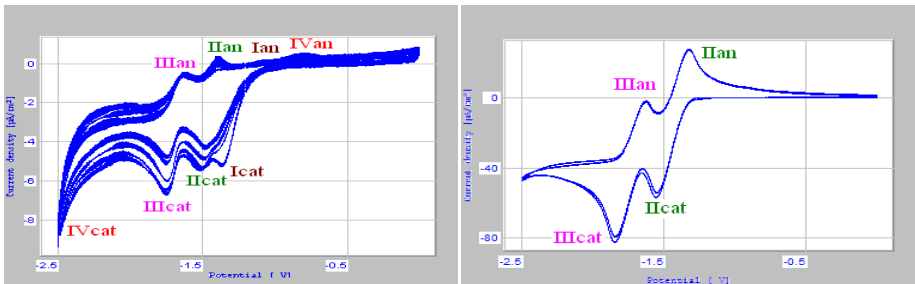 IIan
Ian
IVan
IIIan
0
-2
-4
-6
-8
Current density [µA/cm²]
Icat
IIcat
IIIcat
IVcat
-2.5
-1.5
-0.5
Potential [ V]
IIan
IIIan
0
-40
-80
Current density [µA/cm²]
IIcat
IIIcat
-2.5
-1.5
-0.5
Potential [ V]